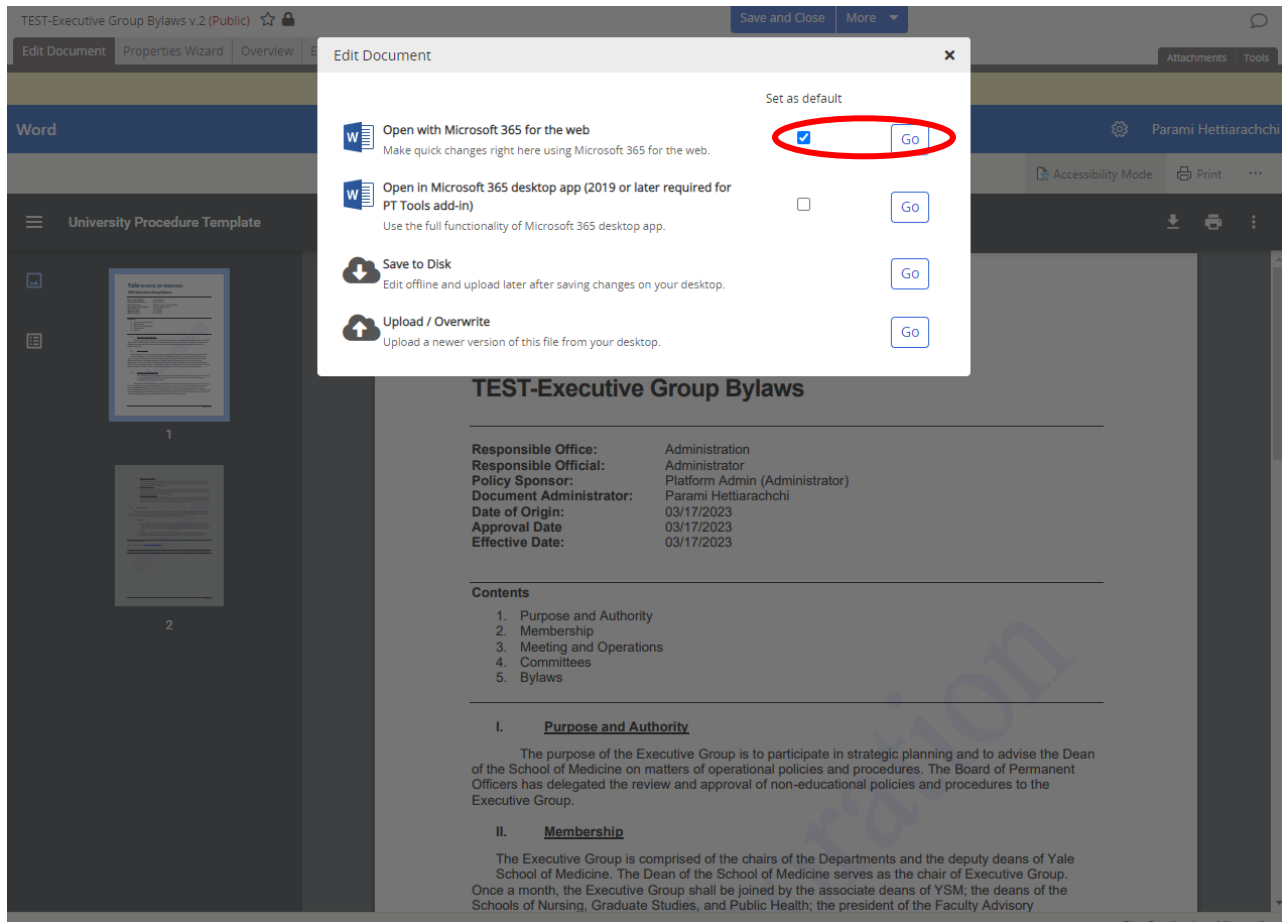 TEST-Executive Group Bylaws v.2 (Public)
Save and Close More
Edit Document Properties Wizard Overview E
Attachments Tools
Edit Document
Set as default
Word
Parami Hettiarachchi
Open with Microsoft 365 for the web
Make quick changes right here using Microsoft 365 for the web.
Go
Accessibility Mode Print ...
Open in Microsoft 365 desktop app (2019 or later required for
PT Tools add-in)
Use the full functionality of Microsoft 365 desktop app.
Go
University Procedure Template
Save to Disk
Edit offline and upload later after saving changes on your desktop.
Go
Upload / Overwrite
Upload a newer version of this file from your desktop.
Go
1
2
TEST-Executive Group Bylaws
Responsible Office: Administration
Responsible Official: Administrator
Policy Sponsor: Platform Admin (Administrator)
Document Administrator: Parami Hettiarachchi
Date of Origin: 03/17/2023
Approval Date 03/17/2023
Effective Date: 03/17/2023
Contents
1. Purpose and Authority
2. Membership
3. Meeting and Operations
4. Committees
5. Bylaws
I. Purpose and Authority
The purpose of the Executive Group is to participate in strategic planning and to advise the Dean
of the School of Medicine on matters of operational policies and procedures. The Board of Permanent
Officers has delegated the review and approval of non-educational policies and procedures to the
Executive Group.
II. Membership
The Executive Group is comprised of the chairs of the Departments and the deputy deans of Yale
School of Medicine. The Dean of the School of Medicine serves as the chair of Executive Group.
Once a month, the Executive Group shall be joined by the associate deans of YSM; the deans of the
Schools of Nursing, Graduate Studies, and Public Health; the president of the Faculty Advisory
ration